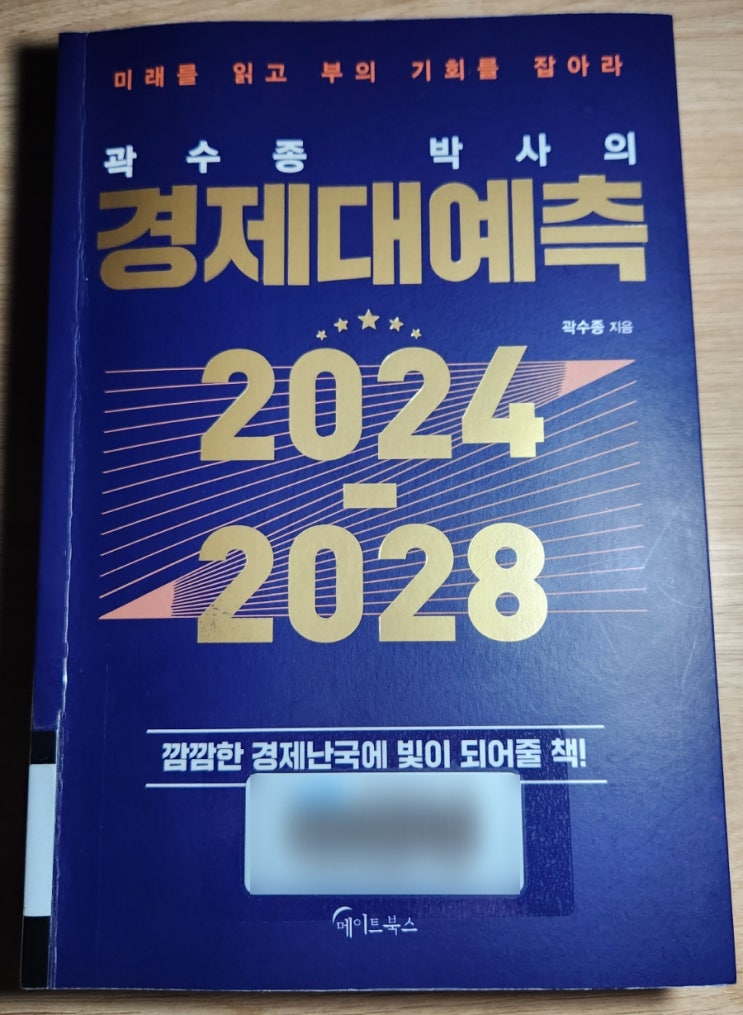 미래를 읽고 부의 기회를 잡아라
곽수종 박사의
경제대예측
곽수종 지음
2024
-
2028
깜깜한 경제난국에 빛이 되어줄 책!
메이트북스